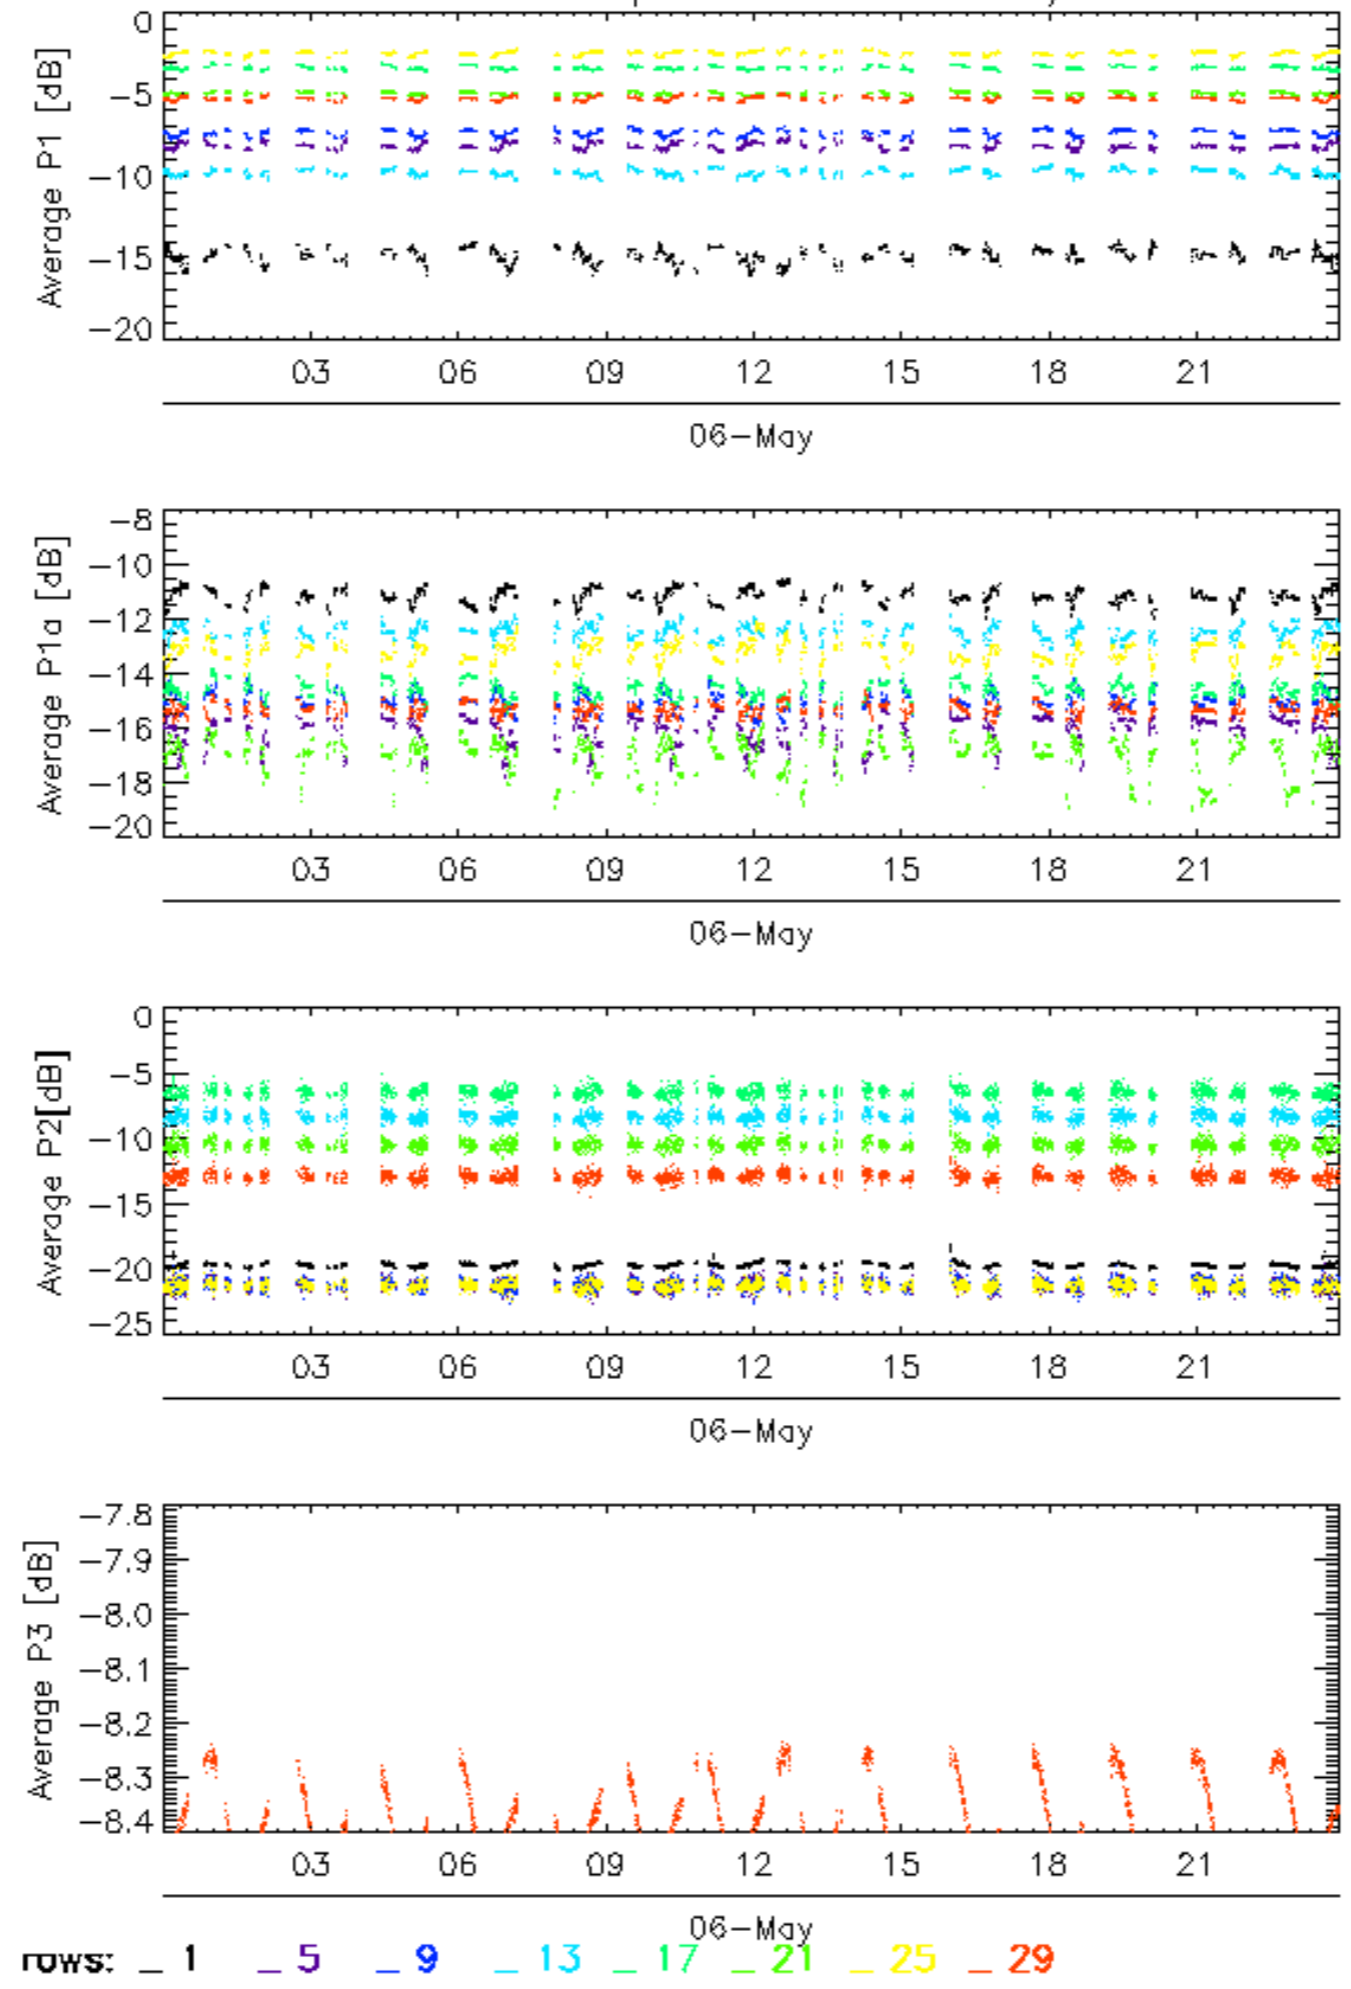 0
−5
−10
−15
−20
Average P1 [dB]
03 06 09 12 15 18 21
06−May
−8
−10
−12
−14
−16
−18
−20
Average P1a [dB]
03 06 09 12 15 18 21
06−May
0
−5
−10
−15
−20
−25
Average P2[dB]
03 06 09 12 15 18 21
06−May
−7.8
−7.9
−8.0
−8.1
−8.2
−8.3
−8.4
Average P3 [dB]
03 06 09 12 15 18 21
06−May
rows: _ 1 _ 5 _ 9 _ 13 _ 17 _ 21 _ 25 _ 29